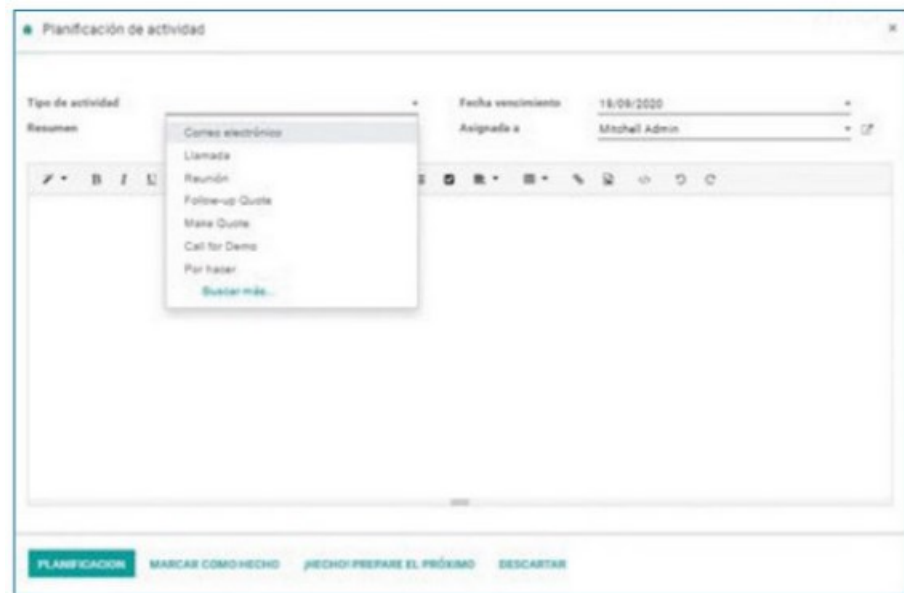 Planificación de actividad
Tipo de actividad
Fecha vencimiento 18/09/2020
Resumen
Asignada a Mitchell Admin
Correo electrónico
Llamada
Reunión
Follow-up Quote
Make Quote
Call for Demo
Por hacer
Buscar más...
B I U
PLANIFICACION MARCAR COMO HECHO ¡HECHO! PREPARE EL PRÓXIMO DESCARTAR